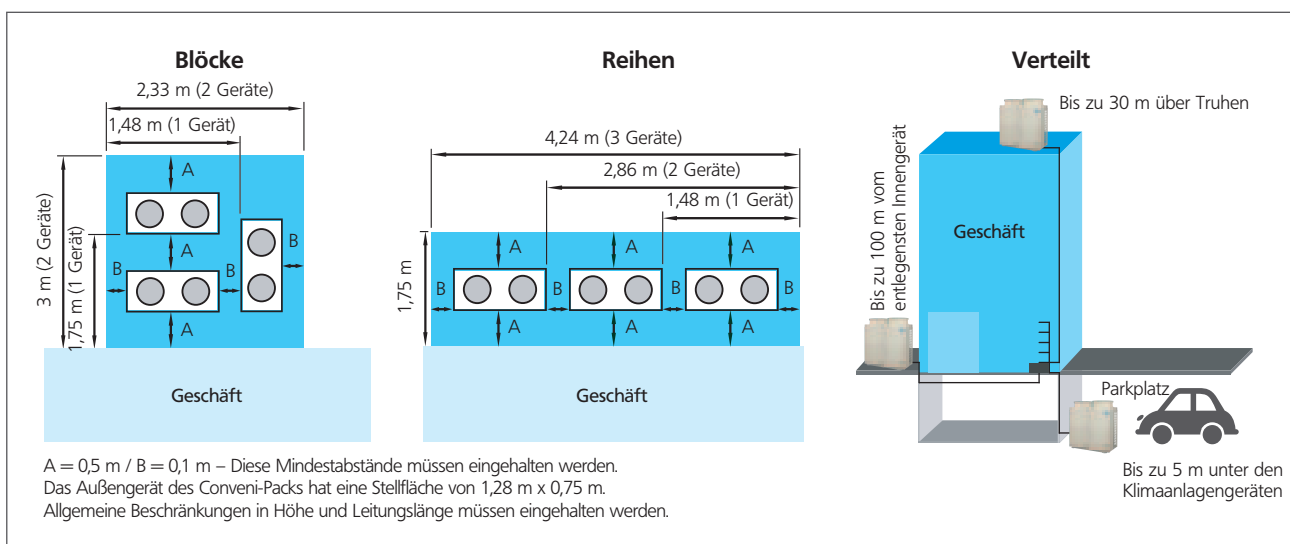 Blöcke
2,33 m (2 Geräte)
1,48 m (1 Gerät)
3 m (2 Geräte)
1,75 m (1 Gerät)
A
A
B
B
B
A
Geschäft
Reihen
4,24 m (3 Geräte)
2,86 m (2 Geräte)
1,48 m (1 Gerät)
1,75 m
A
A
A
B
B
B
B
A
A
A
Geschäft
Verteilt
Bis zu 30 m über Truhen
Bis zu 100 m vom
entlegensten Innengerät
Geschäft
Parkplatz
Bis zu 5 m unter den
Klimaanlagengeräten
A = 0,5 m / B = 0,1 m – Diese Mindestabstände müssen eingehalten werden.
Das Außengerät des Conveni-Packs hat eine Stellfläche von 1,28 m x 0,75 m.
Allgemeine Beschränkungen in Höhe und Leitungslänge müssen eingehalten werden.